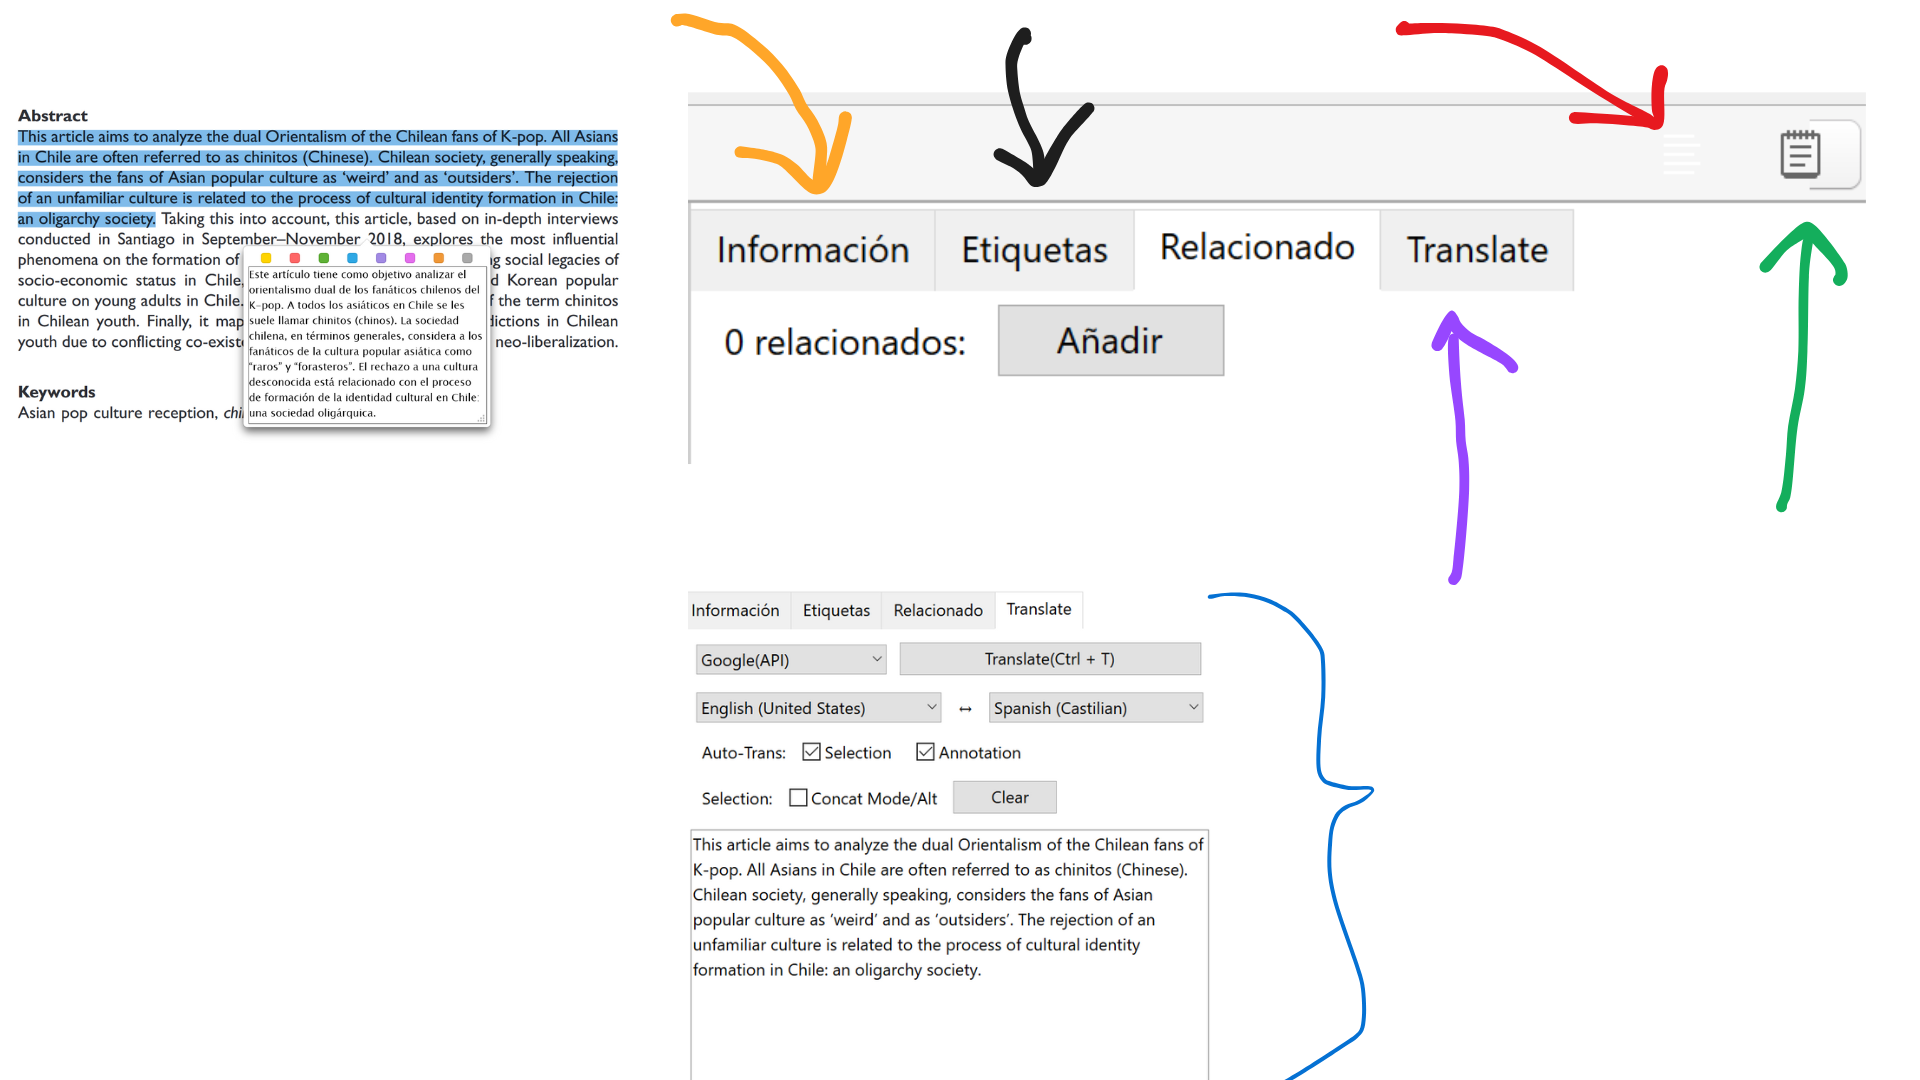 Abstract
This article aims to analyze the dual Orientalism of the Chilean fans of K-pop. All Asians
in Chile are often referred to as chinitos (Chinese). Chilean society, generally speaking,
considers the fans of Asian popular culture as ‘weird’ and as ‘outsiders’. The rejection
of an unfamiliar culture is related to the process of cultural identity formation in Chile:
an oligarchy society. Taking this into account, this article, based on in-depth interviews
conducted in Santiago in September–November 2018, explores the most influential
phenomena on the formation of social legacies of
socio-economic status in Chile, Korean popular
culture on young adults in Chile. the term chinitos
in Chilean youth. Finally, it map in Chilean
youth due to conflicting neo-liberalization.
Keywords
Asian pop culture reception,
Este artículo tiene como objetivo analizar el
orientalismo dual de los fanáticos chilenos del
K-pop. A todos los asiáticos en Chile se les
suele llamar chinitos (chinos). La sociedad
chilena, en términos generales, considera a los
fanáticos de la cultura popular asiática como
“raros” y “forasteros”. El rechazo a una cultura
desconocida está relacionado con el proceso
de formación de la identidad cultural en Chile:
una sociedad oligárquica.
Información Etiquetas Relacionado Translate
0 relacionados: Añadir
Información Etiquetas Relacionado Translate
Google(API) Translate(Ctrl + T)
English (United States) ↔ Spanish (Castilian)
Auto-Trans: Selection Annotation
Selection: Concat Mode/Alt Clear
This article aims to analyze the dual Orientalism of the Chilean fans of
K-pop. All Asians in Chile are often referred to as chinitos (Chinese).
Chilean society, generally speaking, considers the fans of Asian
popular culture as ‘weird’ and as ‘outsiders’. The rejection of an
unfamiliar culture is related to the process of cultural identity
formation in Chile: an oligarchy society.